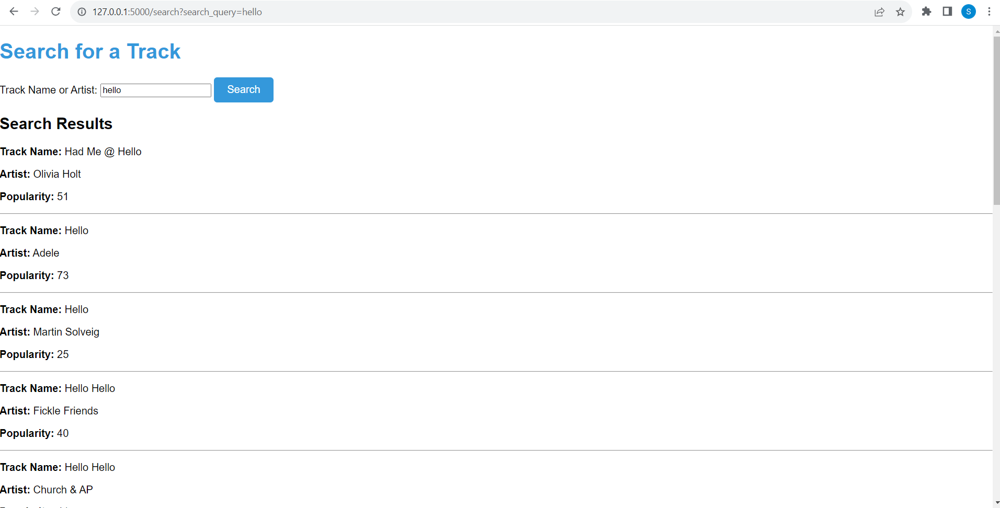 127.0.0.1:5000/search?search_query=hello
S
Search for a Track
Track Name or Artist: hello Search
Search Results
Track Name: Had Me @ Hello
Artist: Olivia Holt
Popularity: 51
Track Name: Hello
Artist: Adele
Popularity: 73
Track Name: Hello
Artist: Martin Solveig
Popularity: 25
Track Name: Hello Hello
Artist: Fickle Friends
Popularity: 40
Track Name: Hello Hello
Artist: Church & AP